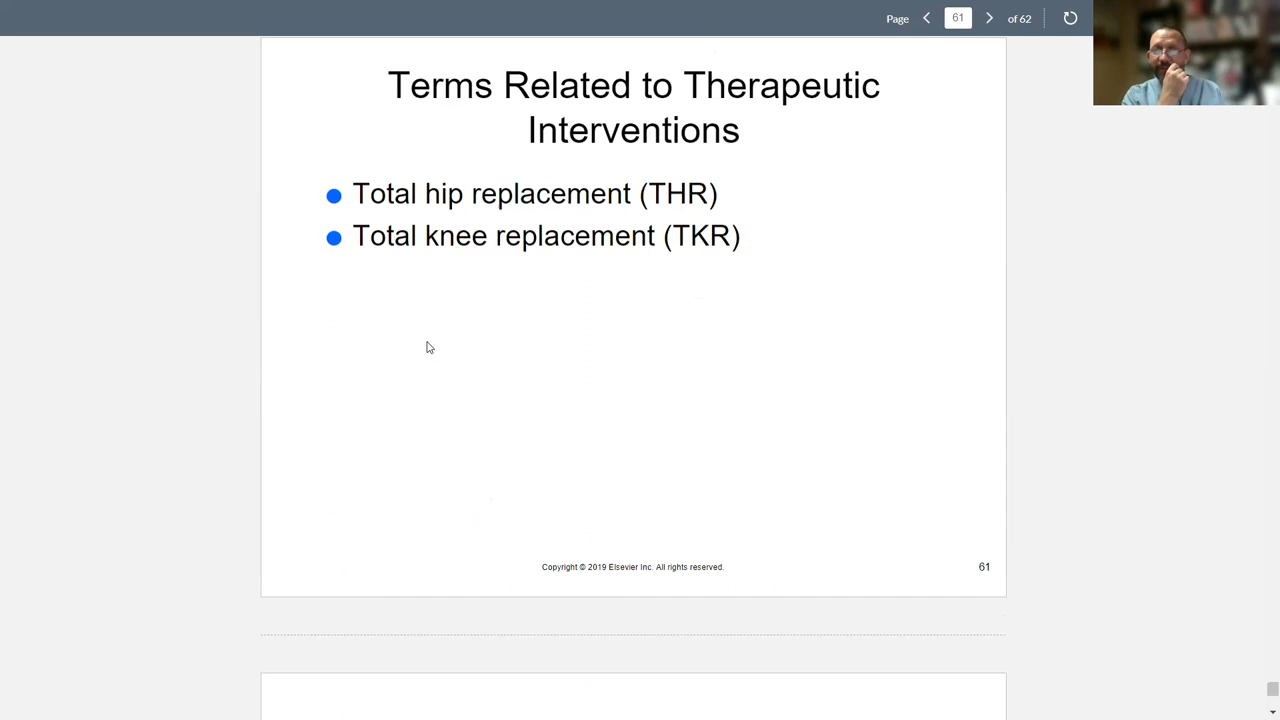 Page 61 of 62
Terms Related to Therapeutic
Interventions
Total hip replacement (THR)
Total knee replacement (TKR)
Copyright © 2019 Elsevier Inc. All rights reserved.
61